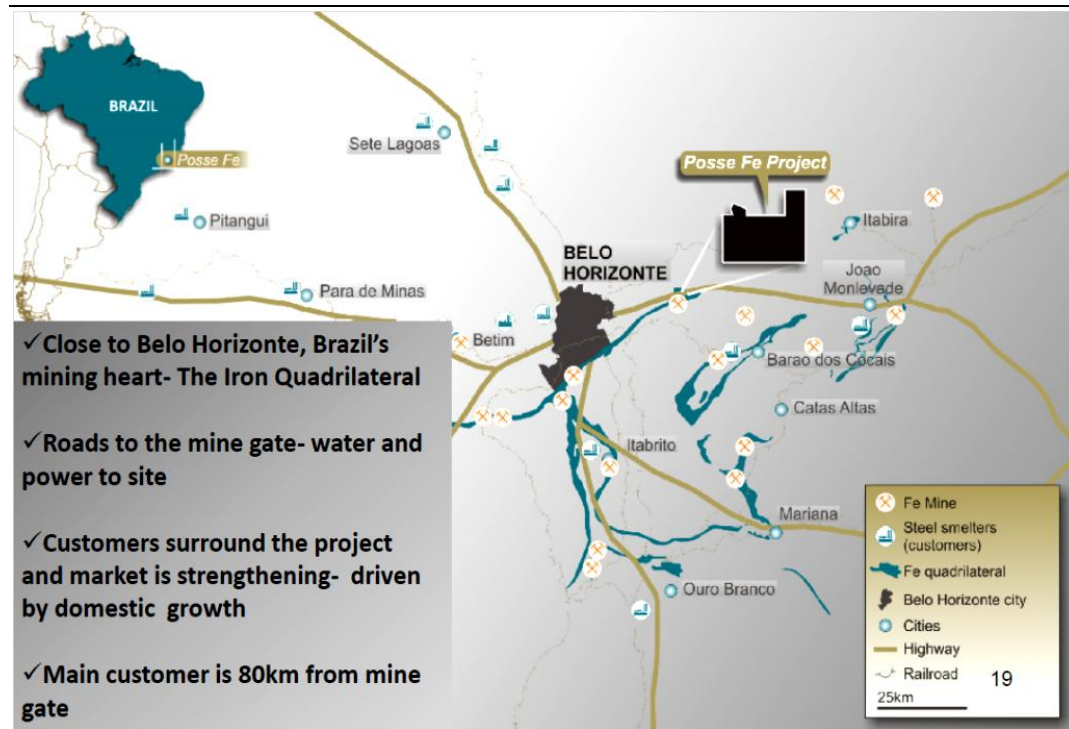 BRAZIL
Posse Fe
Sete Lagoas
Pitangui
Para de Minas
BELO
HORIZONTE
Betim
Posse Fe Project
Itabira
Joao
Monlevade
Barao dos Cocais
Catas Altas
Itabrito
Mariana
Ouro Branco
✓Close to Belo Horizonte, Brazil’s
mining heart- The Iron Quadrilateral
✓Roads to the mine gate- water and
power to site
✓Customers surround the project
and market is strengthening- driven
by domestic growth
✓Main customer is 80km from mine
gate
Fe Mine
Steel smelters
(customers)
Fe quadrilateral
Belo Horizonte city
Cities
Highway
Railroad
25km
19